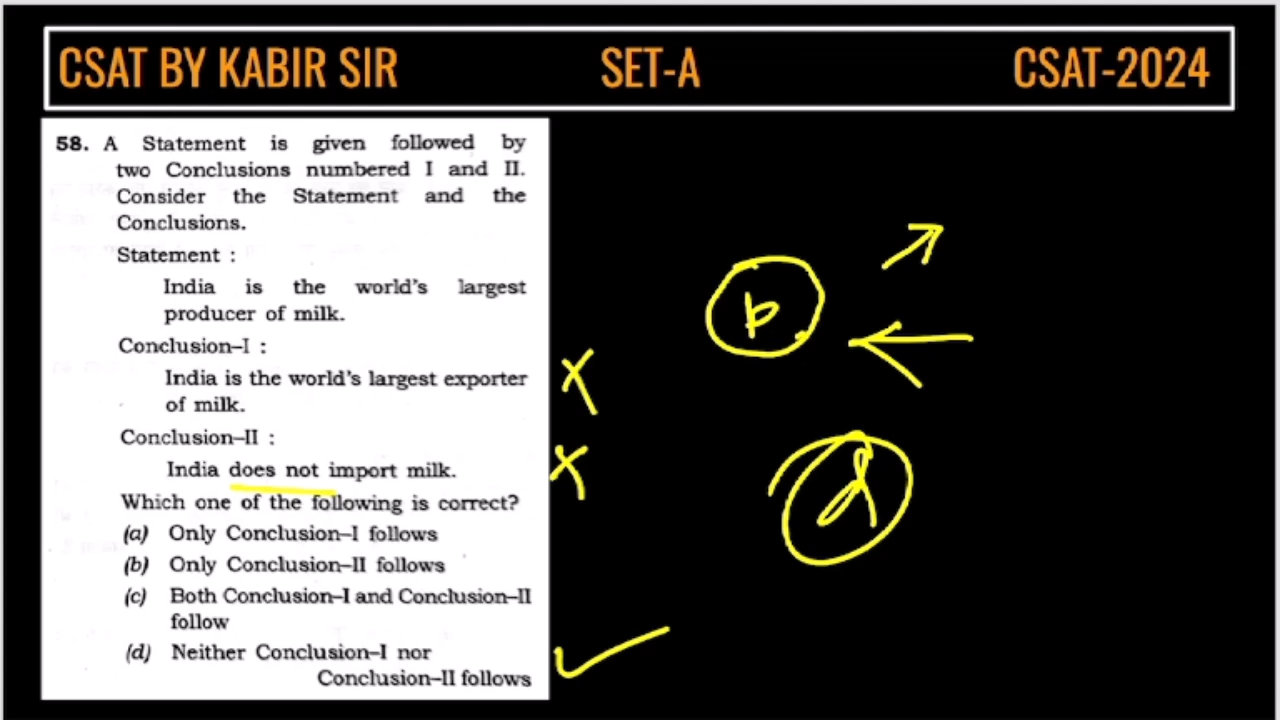 CSAT BY KABIR SIR SET-A CSAT-2024
58. A Statement is given followed by
two Conclusions numbered I and II.
Consider the Statement and the
Conclusions.
Statement :
India is the world's largest
producer of milk.
Conclusion–I :
India is the world's largest exporter
of milk.
Conclusion–II :
India does not import milk.
Which one of the following is correct?
(a) Only Conclusion–I follows
(b) Only Conclusion–II follows
(c) Both Conclusion–I and Conclusion–II
follow
(d) Neither Conclusion–I nor
Conclusion–II follows
b
d